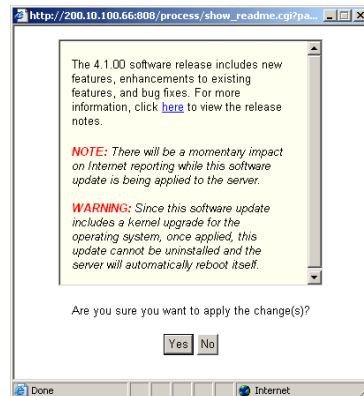 http://200.10.100.66:808/process/show_readme.cgi?pa...
The 4.1.00 software release includes new
features, enhancements to existing
features, and bug fixes. For more
information, click here to view the release
notes.
NOTE: There will be a momentary impact
on Internet reporting while this software
update is being applied to the server.
WARNING: Since this software update
includes a kernel upgrade for the
operating system, once applied, this
update cannot be uninstalled and the
server will automatically reboot itself.
Are you sure you want to apply the change(s)?
Yes No
Done Internet